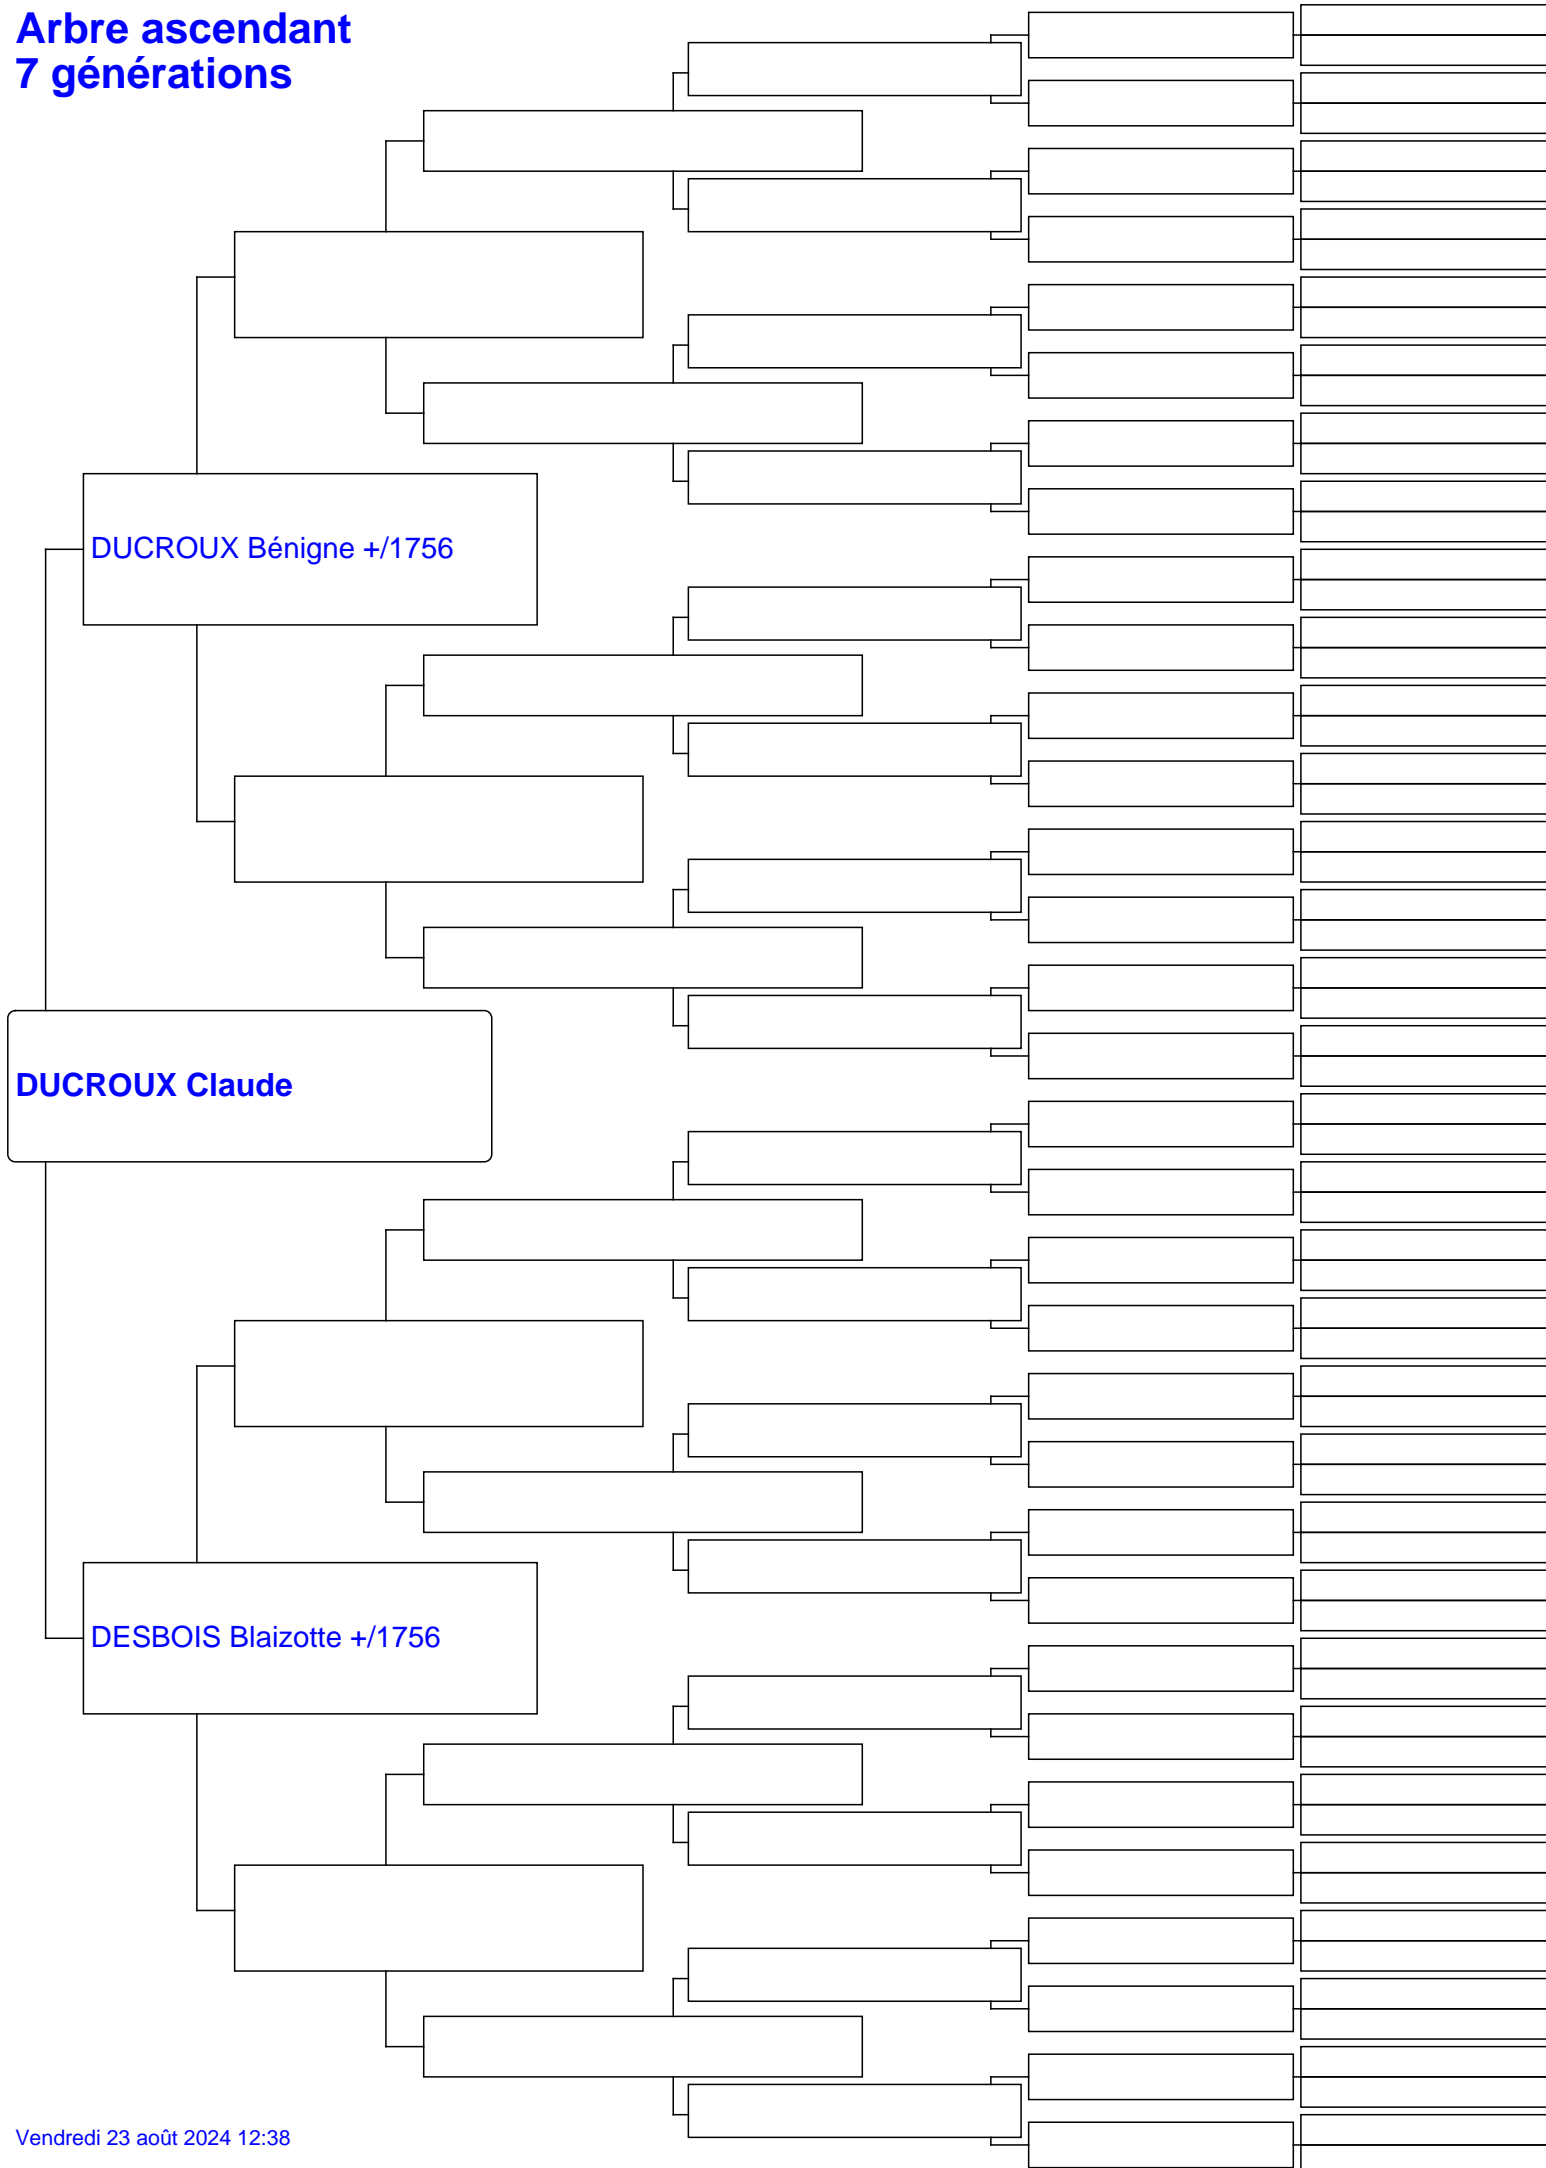 Arbre ascendant
7 générations
DUCROUX Bénigne +/1756
DUCROUX Claude
DESBOIS Blaizotte +/1756
Vendredi 23 août 2024 12:38